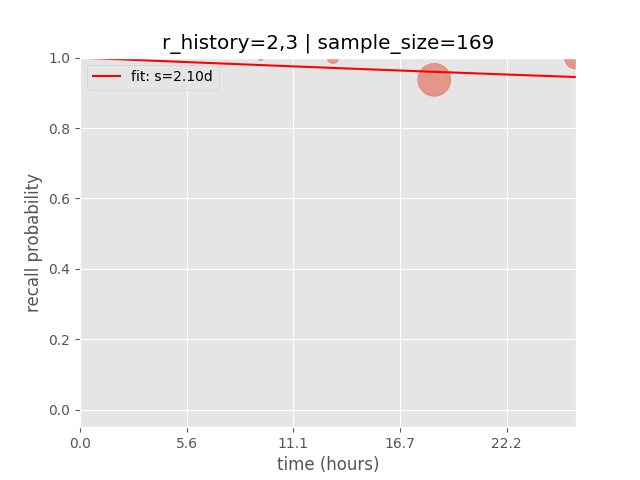 r_history=2,3 | sample_size=169
fit: s=2.10d
recall probability
1.0
0.8
0.6
0.4
0.2
0.0
0.0 5.6 11.1 16.7 22.2
time (hours)